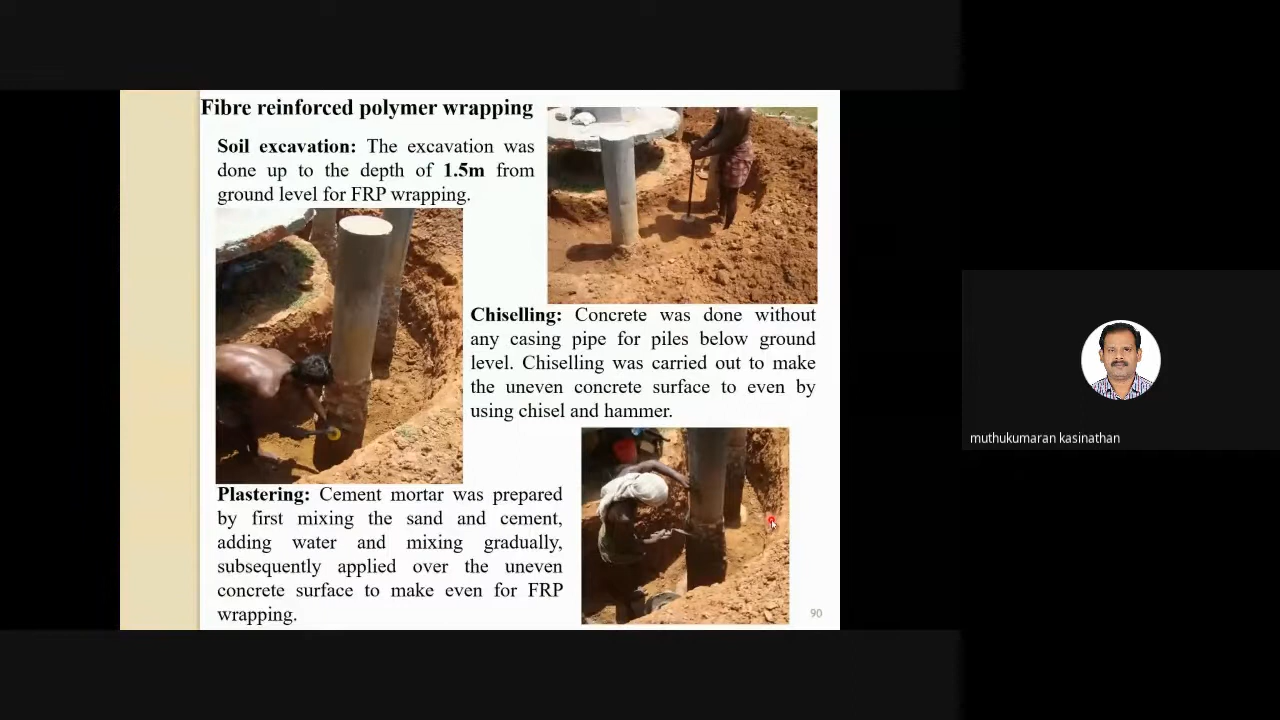 Fibre reinforced polymer wrapping
Soil excavation: The excavation was
done up to the depth of 1.5m from
ground level for FRP wrapping.
Chiselling: Concrete was done without
any casing pipe for piles below ground
level. Chiselling was carried out to make
the uneven concrete surface to even by
using chisel and hammer.
Plastering: Cement mortar was prepared
by first mixing the sand and cement,
adding water and mixing gradually,
subsequently applied over the uneven
concrete surface to make even for FRP
wrapping.
90
muthukumaran kasinathan